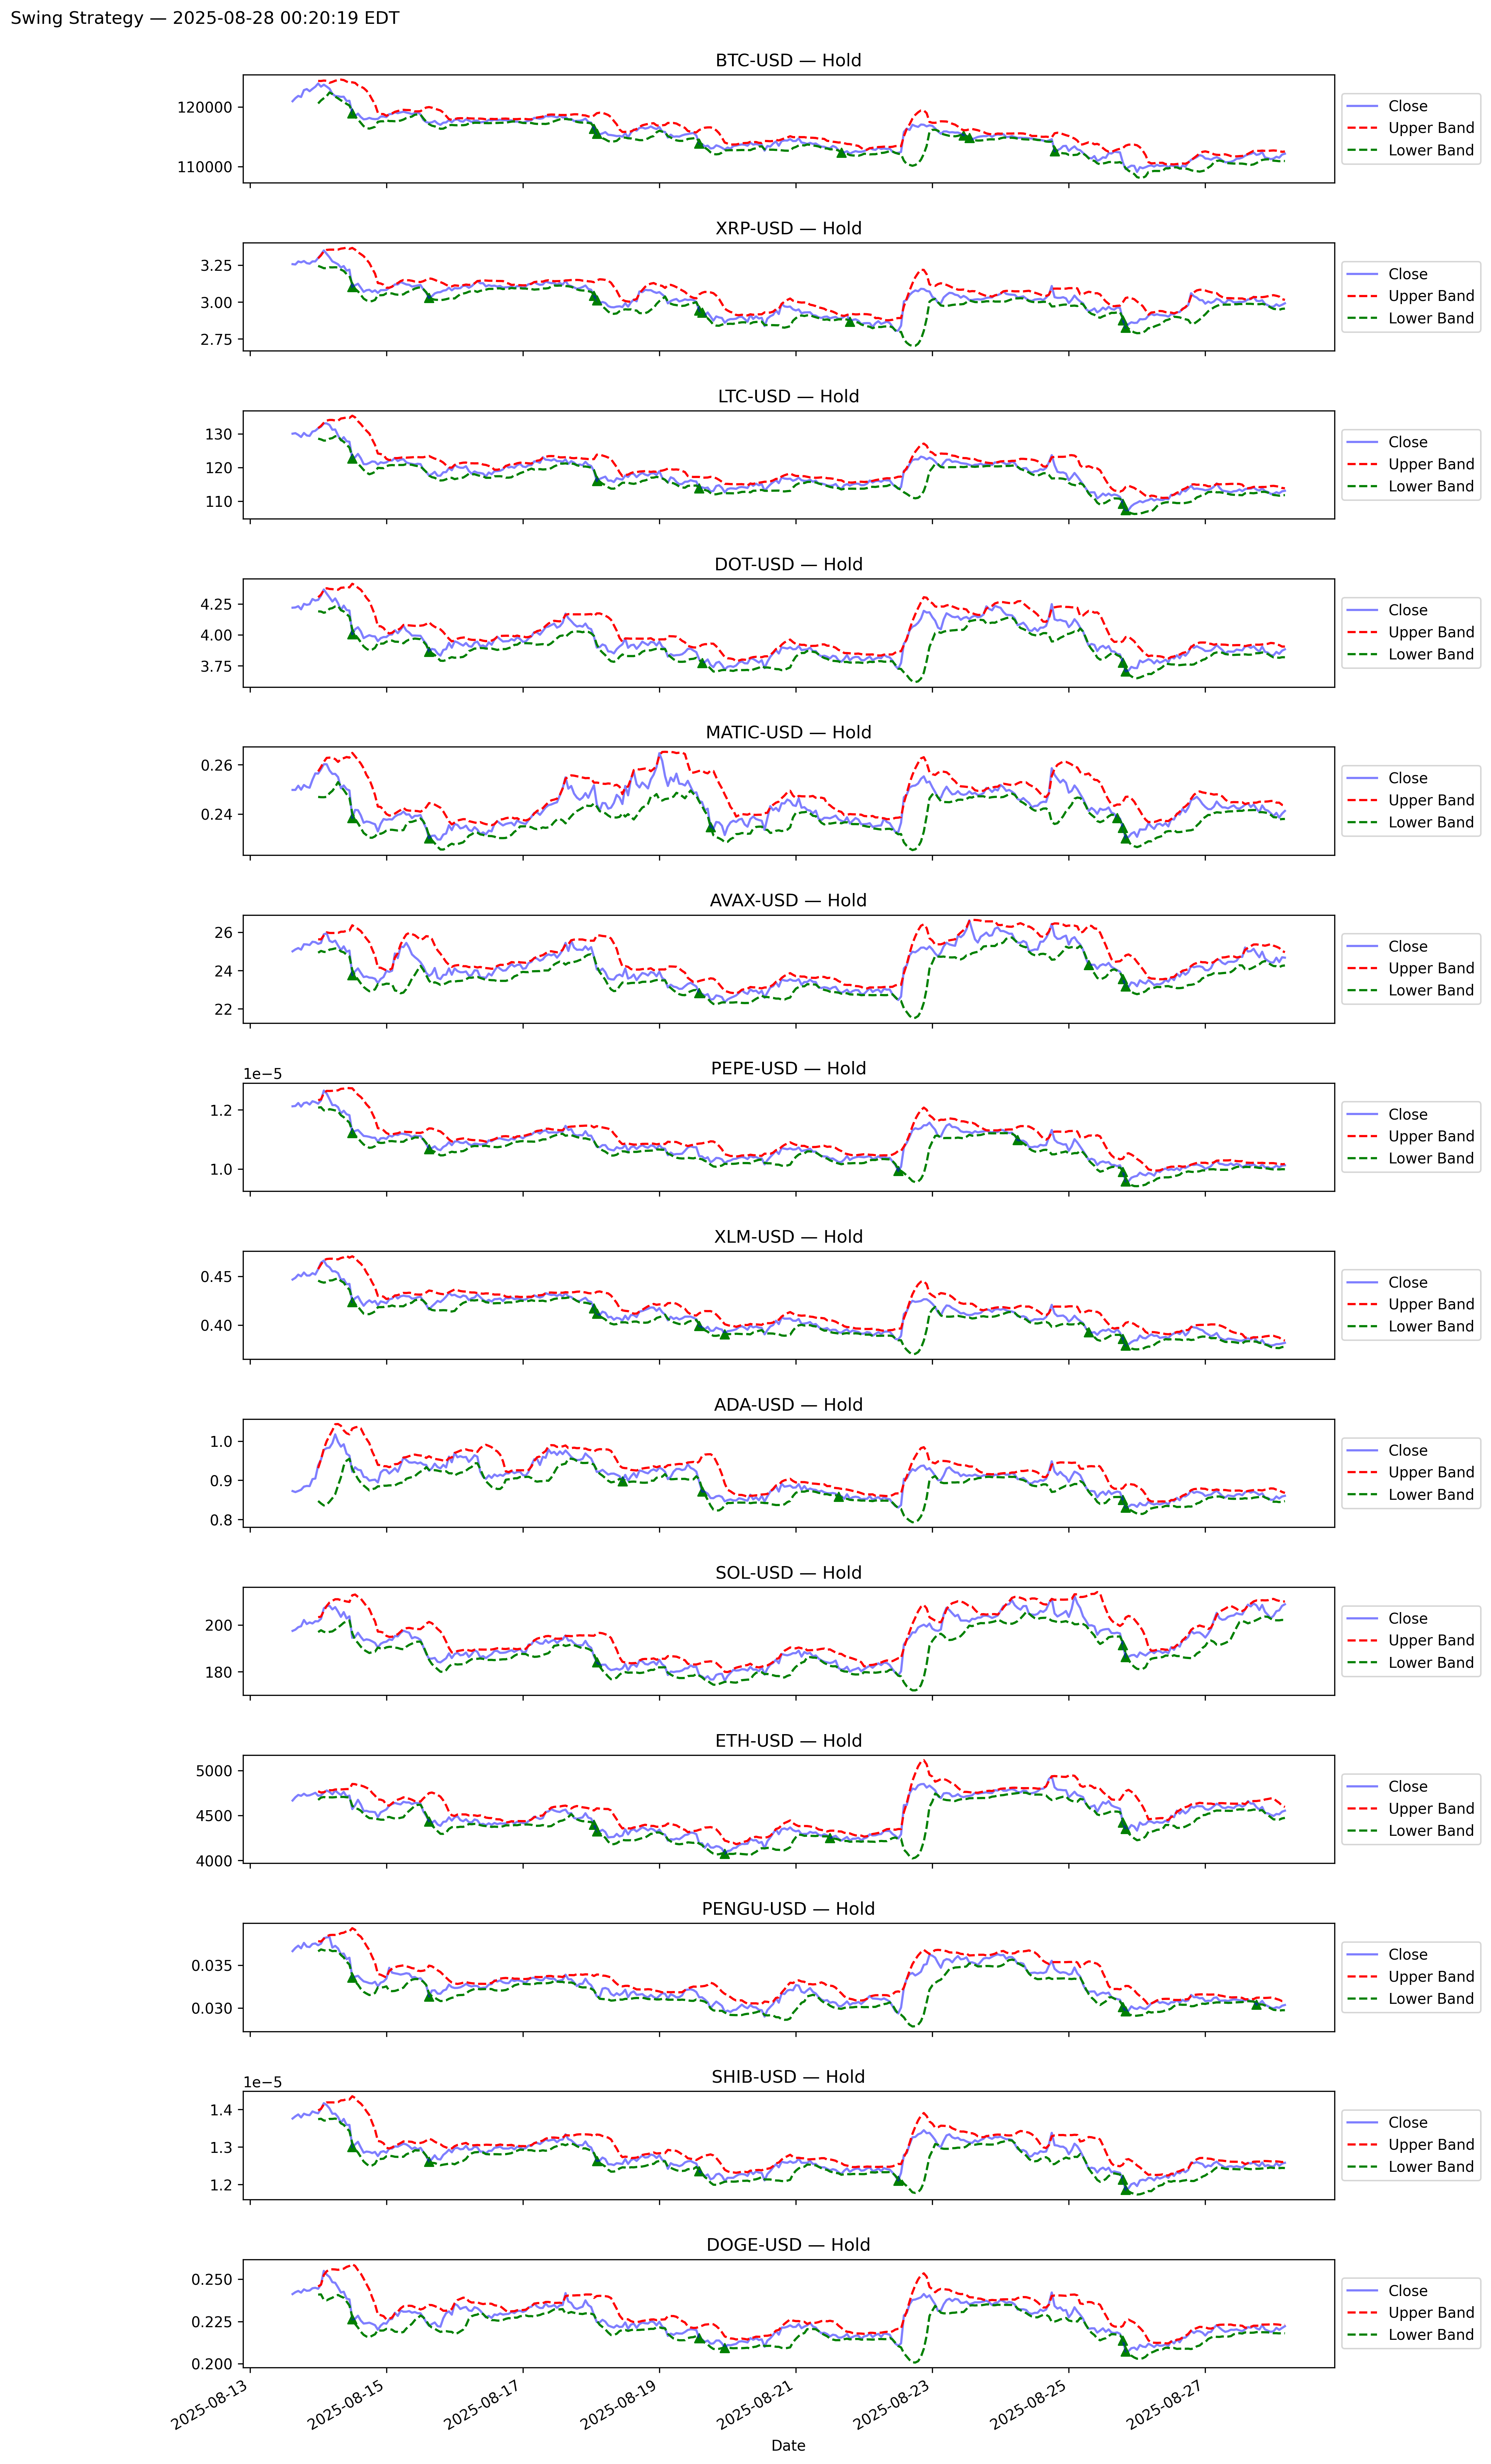 Swing Strategy — 2025-08-28 00:20:19 EDT
BTC-USD — Hold
120000
110000
Close
Upper Band
Lower Band
XRP-USD — Hold
3.25
3.00
2.75
Close
Upper Band
Lower Band
LTC-USD — Hold
130
120
110
Close
Upper Band
Lower Band
DOT-USD — Hold
4.25
4.00
3.75
Close
Upper Band
Lower Band
MATIC-USD — Hold
0.26
0.24
Close
Upper Band
Lower Band
AVAX-USD — Hold
26
24
22
Close
Upper Band
Lower Band
PEPE-USD — Hold
1e−5
1.2
1.0
Close
Upper Band
Lower Band
XLM-USD — Hold
0.45
0.40
Close
Upper Band
Lower Band
ADA-USD — Hold
1.0
0.9
0.8
Close
Upper Band
Lower Band
SOL-USD — Hold
200
180
Close
Upper Band
Lower Band
ETH-USD — Hold
5000
4500
4000
Close
Upper Band
Lower Band
PENGU-USD — Hold
0.035
0.030
Close
Upper Band
Lower Band
SHIB-USD — Hold
1e−5
1.4
1.3
1.2
Close
Upper Band
Lower Band
DOGE-USD — Hold
0.250
0.225
0.200
Close
Upper Band
Lower Band
2025-08-13
2025-08-15
2025-08-17
2025-08-19
2025-08-21
2025-08-23
2025-08-25
2025-08-27
Date